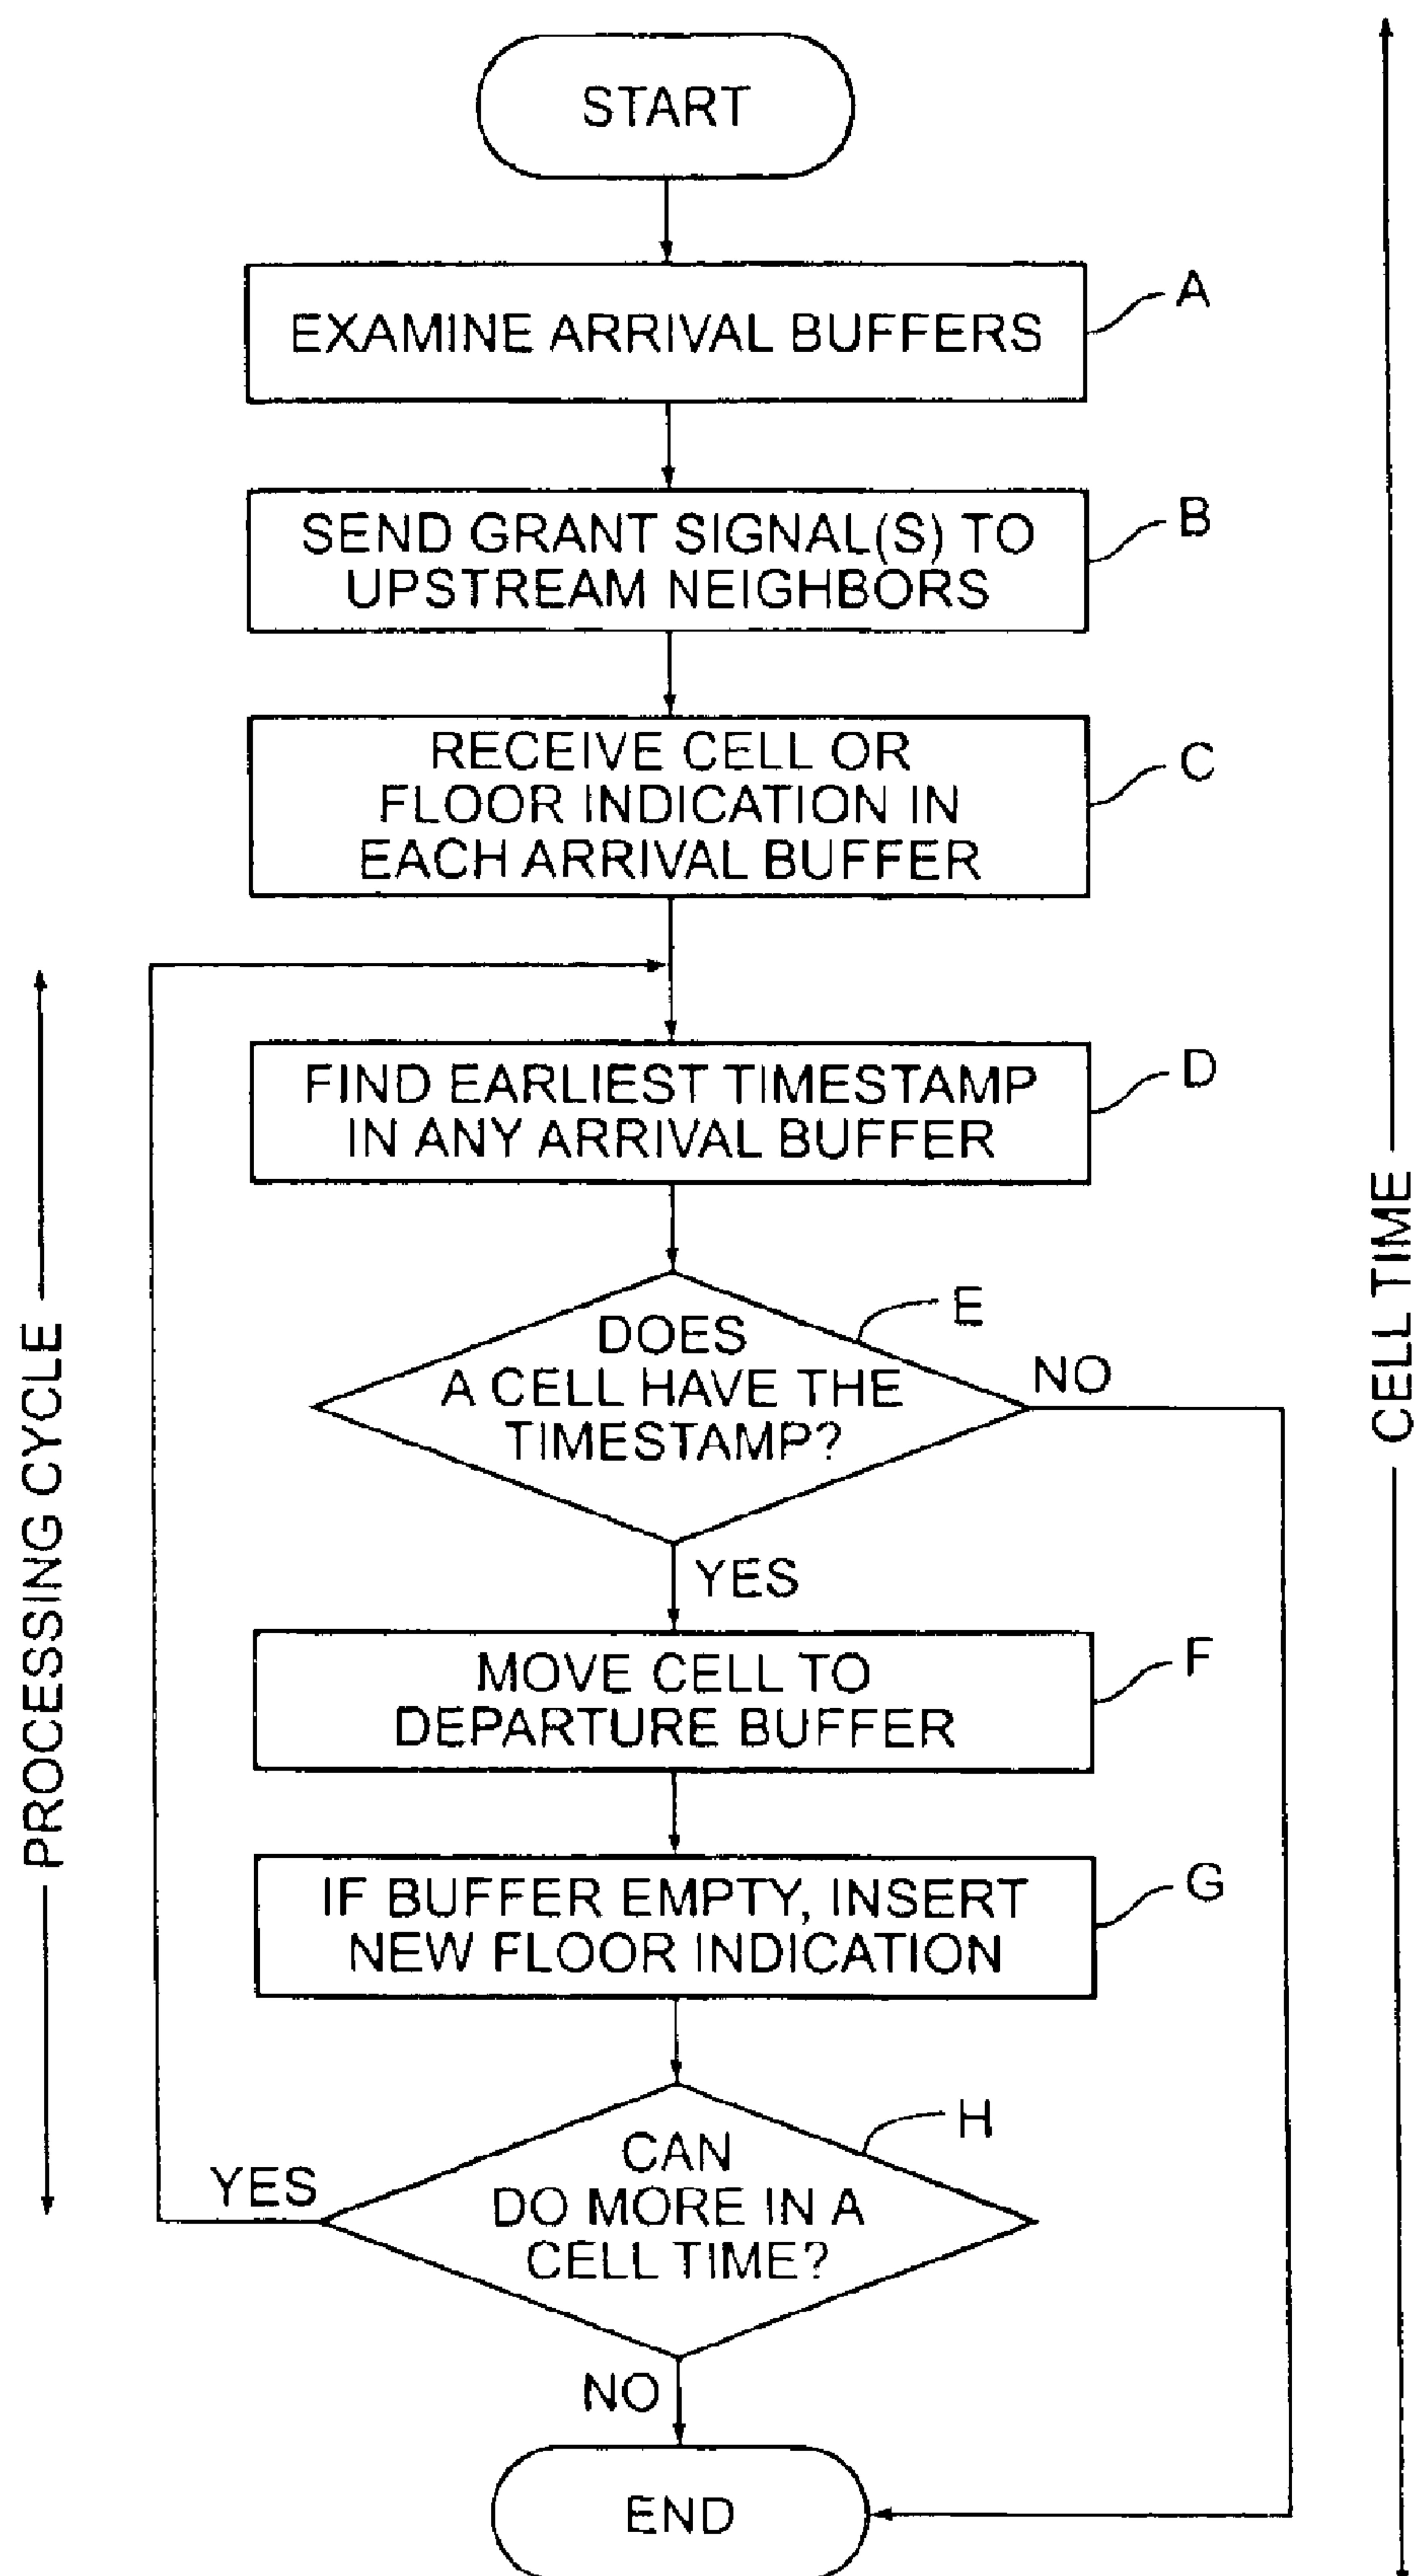 START
EXAMINE ARRIVAL BUFFERS
A
SEND GRANT SIGNAL(S) TO
UPSTREAM NEIGHBORS
B
RECEIVE CELL OR
FLOOR INDICATION IN
EACH ARRIVAL BUFFER
C
FIND EARLIEST TIMESTAMP
IN ANY ARRIVAL BUFFER
D
DOES
A CELL HAVE THE
TIMESTAMP?
E
NO
YES
MOVE CELL TO
DEPARTURE BUFFER
F
IF BUFFER EMPTY, INSERT
NEW FLOOR INDICATION
G
CAN
DO MORE IN A
CELL TIME?
H
YES
NO
END
PROCESSING CYCLE
CELL TIME